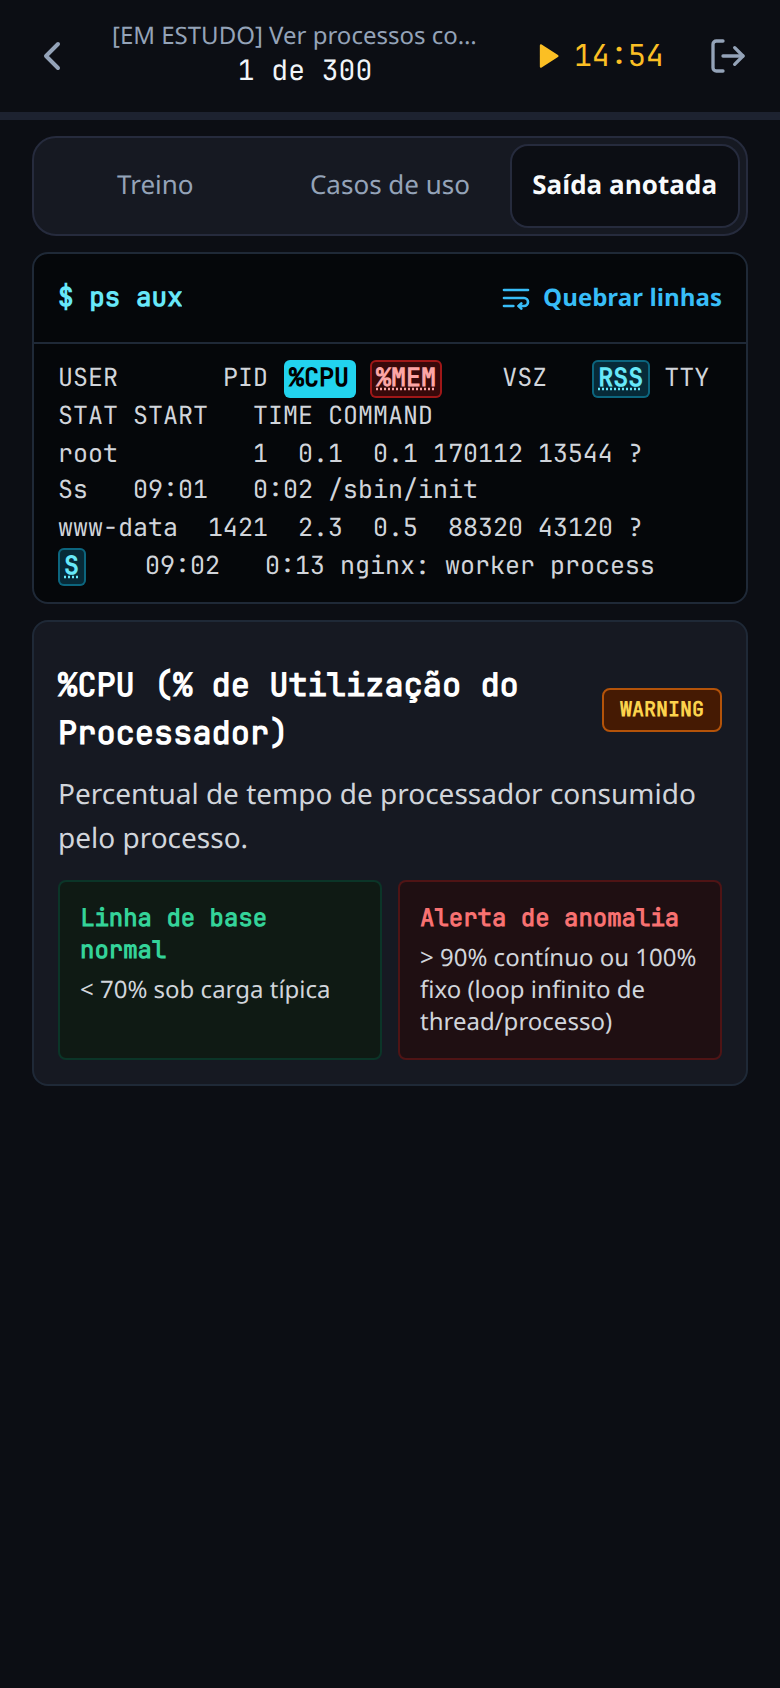 [EM ESTUDO] Ver processos co...
1 de 300
14:54
Treino
Casos de uso
Saída anotada
$ ps aux
Quebrar linhas
USER       PID %CPU %MEM    VSZ   RSS TTY
STAT START   TIME COMMAND
root         1  0.1  0.1 170112 13544 ?
Ss   09:01   0:02 /sbin/init
www-data  1421  2.3  0.5  88320 43120 ?
S    09:02   0:13 nginx: worker process
%CPU (% de Utilização do
Processador)
WARNING
Percentual de tempo de processador consumido
pelo processo.
Linha de base
normal
< 70% sob carga típica
Alerta de anomalia
> 90% contínuo ou 100%
fixo (loop infinito de
thread/processo)